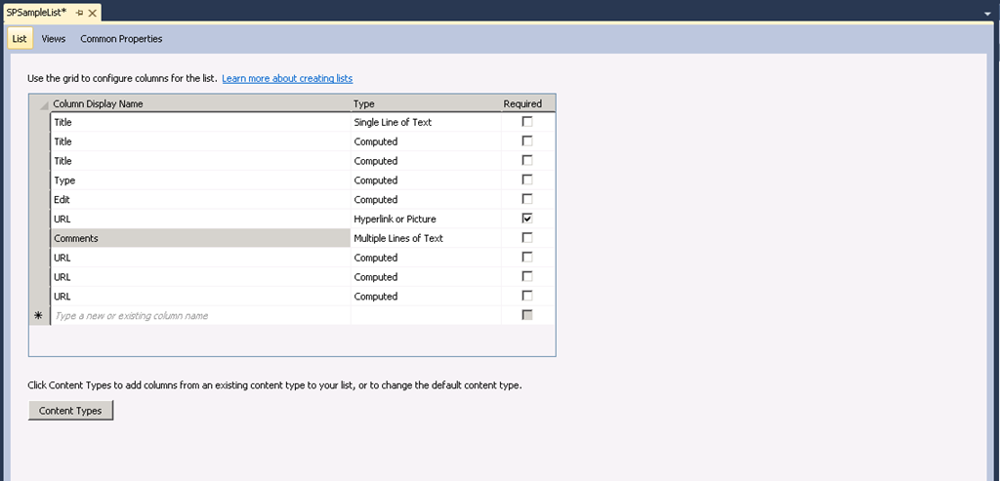 SPSampleList*
List Views Common Properties
Use the grid to configure columns for the list. Learn more about creating lists
Column Display Name Type Required
Title Single Line of Text
Title Computed
Title Computed
Type Computed
Edit Computed
URL Hyperlink or Picture
Comments Multiple Lines of Text
URL Computed
URL Computed
URL Computed
Type a new or existing column name
Click Content Types to add columns from an existing content type to your list, or to change the default content type.
Content Types